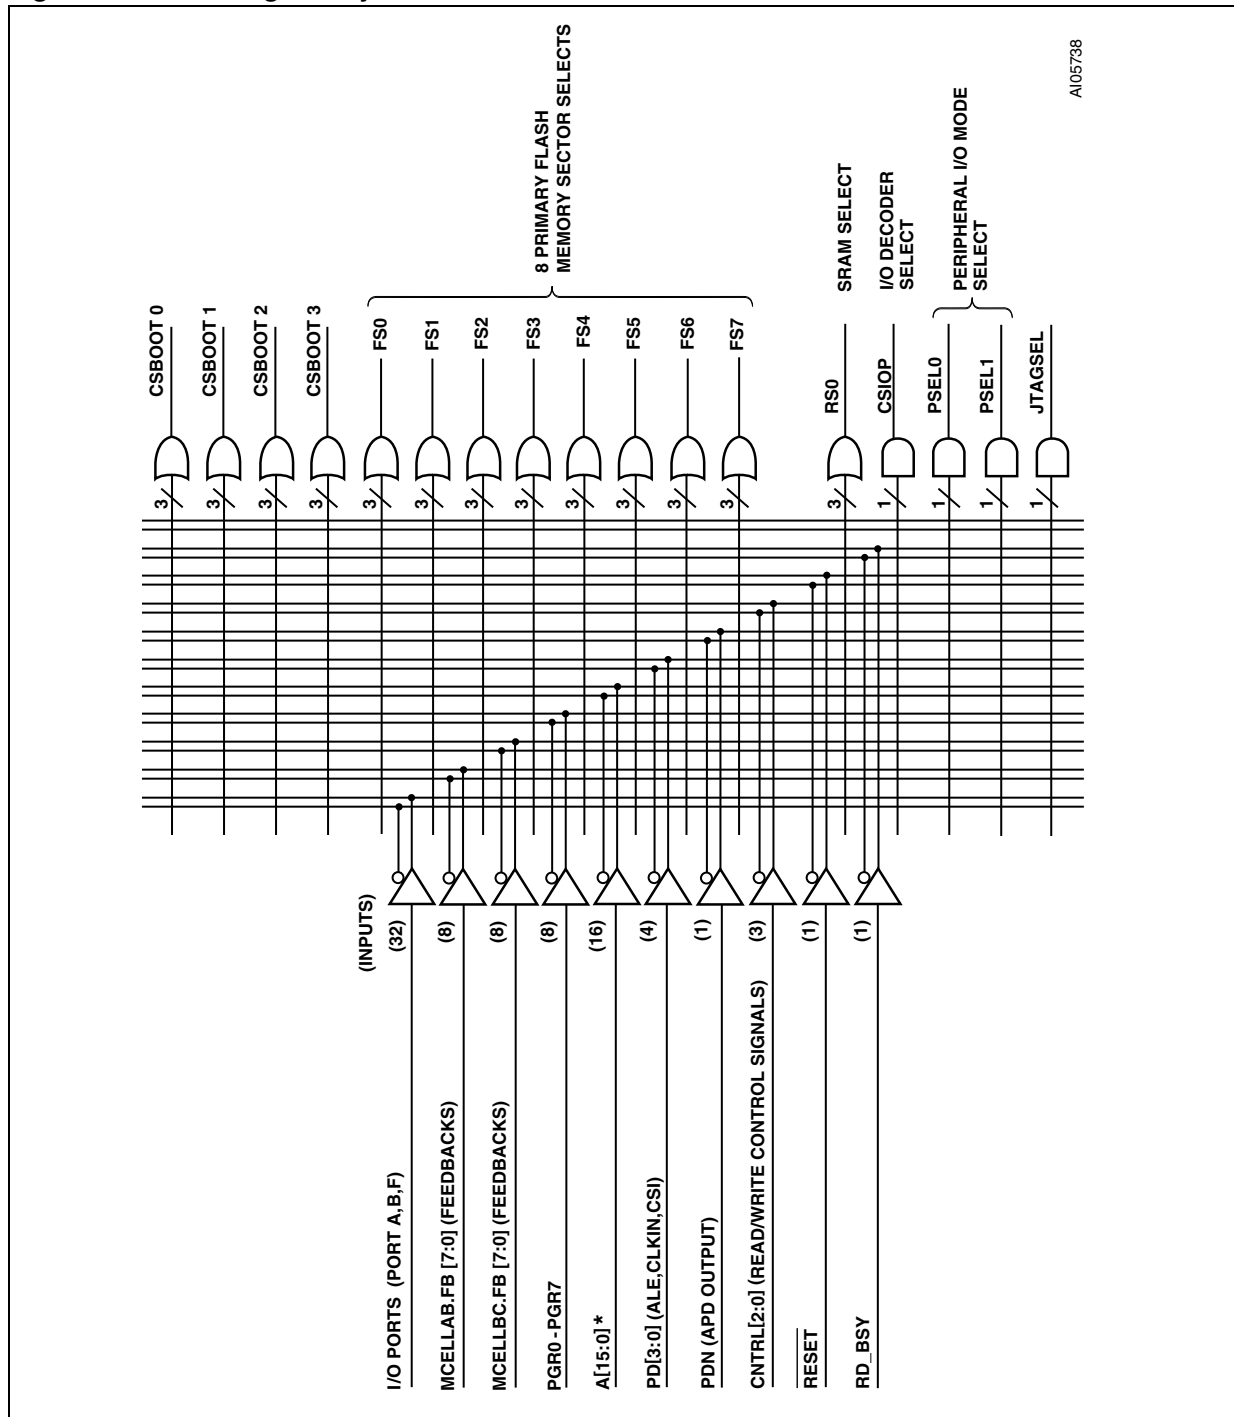 (INPUTS)
I/O PORTS (PORT A,B,F)
(32)
MCELLAB.FB [7:0] (FEEDBACKS)
(8)
MCELLBC.FB [7:0] (FEEDBACKS)
(8)
PGR0 - PGR7
(8)
A[15:0] *
(16)
PD[3:0] (ALE,CLKIN,CSI)
(4)
PDN (APD OUTPUT)
(1)
CNTRL[2:0] (READ/WRITE CONTROL SIGNALS)
(3)
RESET
(1)
RD_BSY
(1)
3
CSBOOT 0
3
CSBOOT 1
3
CSBOOT 2
3
CSBOOT 3
3
FS0
3
FS1
3
FS2
3
FS3
3
FS4
3
FS5
3
FS6
3
FS7
8 PRIMARY FLASH
MEMORY SECTOR SELECTS
3
RS0
SRAM SELECT
1
CSIOP
I/O DECODER
SELECT
1
PSEL0
1
PSEL1
PERIPHERAL I/O MODE
SELECT
1
JTAGSEL
AI05738